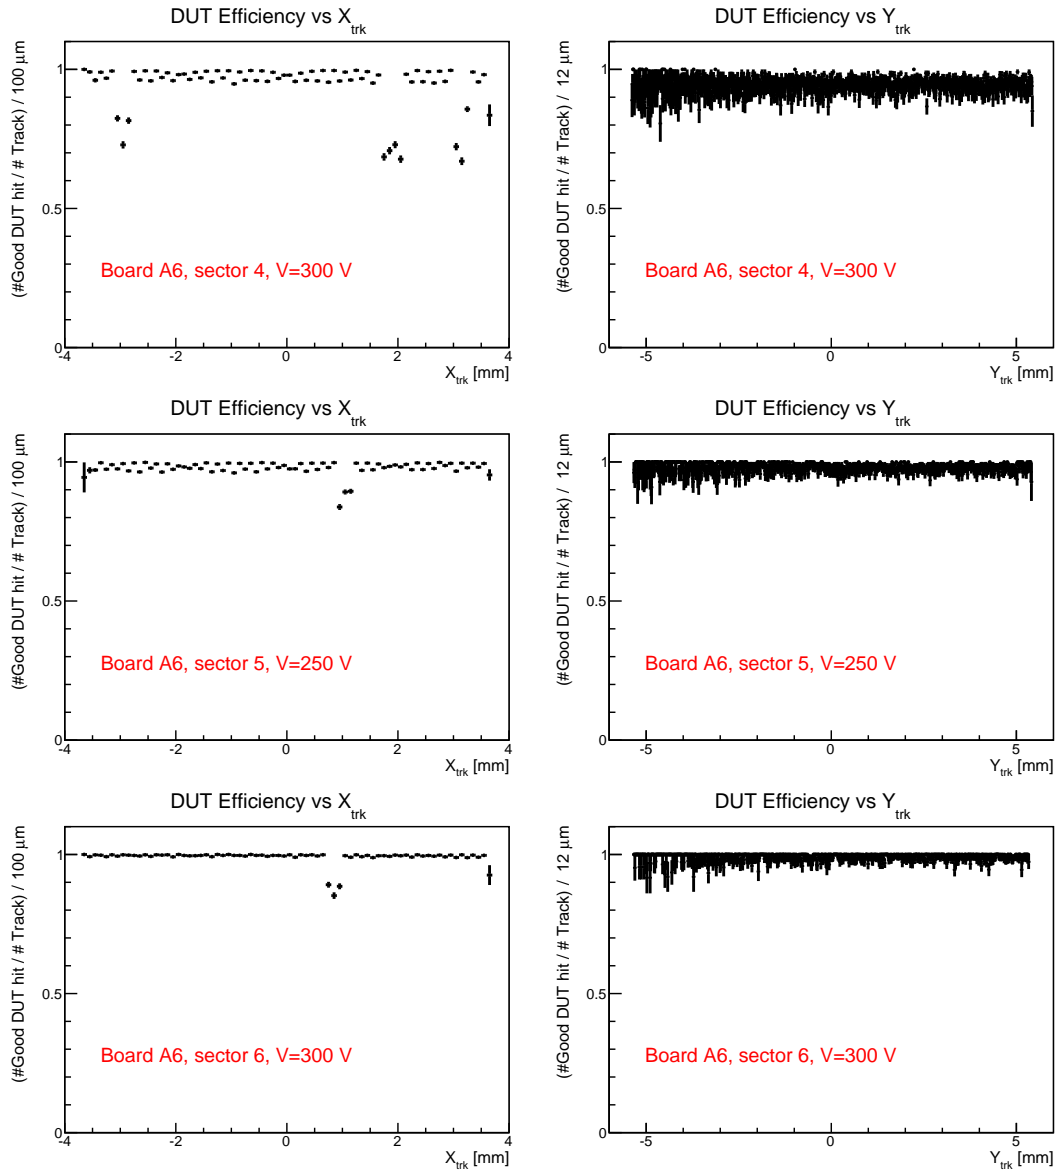 DUT Efficiency vs X_trk
(#Good DUT hit / # Track) / 100 μm
1
0.5
0
Board A6, sector 4, V=300 V
-4 -2 0 2 4
X_trk [mm]
DUT Efficiency vs Y_trk
(#Good DUT hit / # Track) / 12 μm
1
0.5
0
Board A6, sector 4, V=300 V
-5 0 5
Y_trk [mm]
DUT Efficiency vs X_trk
(#Good DUT hit / # Track) / 100 μm
1
0.5
0
Board A6, sector 5, V=250 V
-4 -2 0 2 4
X_trk [mm]
DUT Efficiency vs Y_trk
(#Good DUT hit / # Track) / 12 μm
1
0.5
0
Board A6, sector 5, V=250 V
-5 0 5
Y_trk [mm]
DUT Efficiency vs X_trk
(#Good DUT hit / # Track) / 100 μm
1
0.5
0
Board A6, sector 6, V=300 V
-4 -2 0 2 4
X_trk [mm]
DUT Efficiency vs Y_trk
(#Good DUT hit / # Track) / 12 μm
1
0.5
0
Board A6, sector 6, V=300 V
-5 0 5
Y_trk [mm]